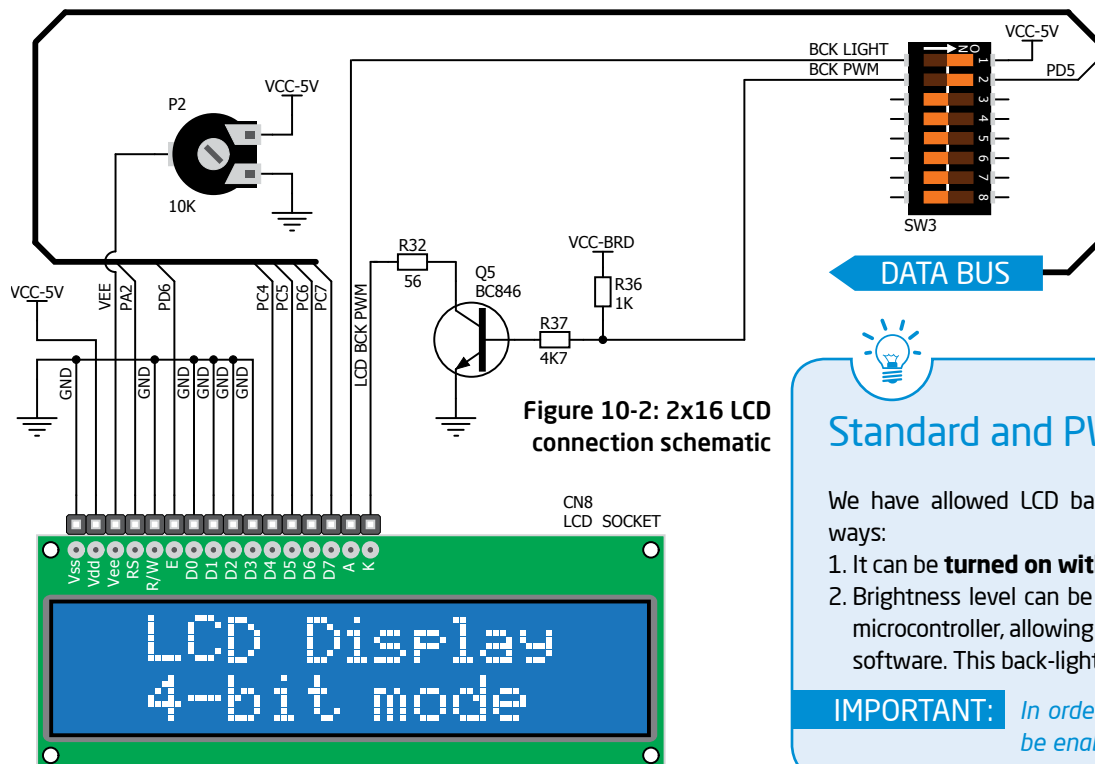 BCK LIGHT
BCK PWM
VCC-5V
PD5
ON
1
2
3
4
5
6
7
8
SW3
DATA BUS
P2
VCC-5V
10K
VCC-5V
VEE
PA2
PD6
PC4
PC5
PC6
PC7
LCD BCK PWM
GND
GND
GND
GND
GND
GND
R32
56
Q5
BC846
VCC-BRD
R36
1K
R37
4K7
Figure 10-2: 2x16 LCD
connection schematic
CN8
LCD SOCKET
Vss
Vdd
Vee
RS
R/W
E
D0
D1
D2
D3
D4
D5
D6
D7
A
K
LCD Display
4-bit mode
Standard and PW
We have allowed LCD ba
ways:
1. It can be turned on wit
2. Brightness level can be
microcontroller, allowing
software. This back-light
IMPORTANT:
In orde
be enab